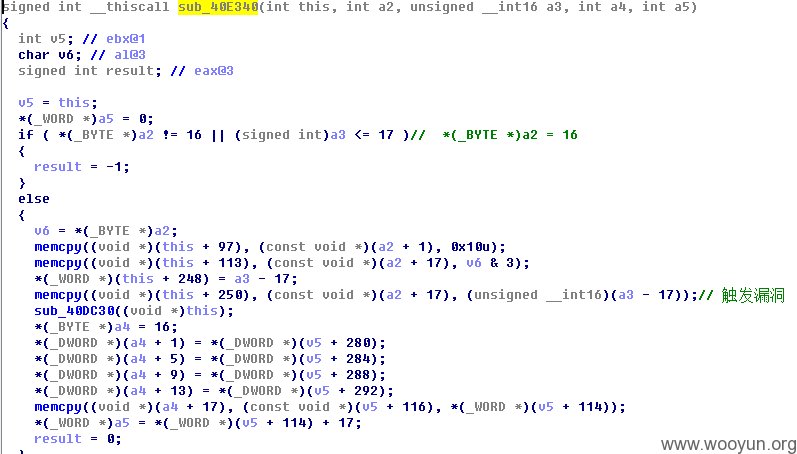 signed int __thiscall sub_40E340(int this, int a2, unsigned __int16 a3, int a4, int a5)
{
int v5; // ebx@1
char v6; // al@3
signed int result; // eax@3
v5 = this;
*(_WORD *)a5 = 0;
if ( *(_BYTE *)a2 != 16 || (signed int)a3 <= 17 )//  *(_BYTE *)a2 = 16
{
result = -1;
}
else
{
v6 = *(_BYTE *)a2;
memcpy((void *)(this + 97), (const void *)(a2 + 1), 0x10u);
memcpy((void *)(this + 113), (const void *)(a2 + 17), v6 & 3);
*(_WORD *)(this + 248) = a3 - 17;
memcpy((void *)(this + 250), (const void *)(a2 + 17), (unsigned __int16)(a3 - 17));// 触发漏洞
sub_40DC30((void *)this);
*(_BYTE *)a4 = 16;
*(_DWORD *)(a4 + 1) = *(_DWORD *)(v5 + 280);
*(_DWORD *)(a4 + 5) = *(_DWORD *)(v5 + 284);
*(_DWORD *)(a4 + 9) = *(_DWORD *)(v5 + 288);
*(_DWORD *)(a4 + 13) = *(_DWORD *)(v5 + 292);
memcpy((void *)(a4 + 17), (const void *)(v5 + 116), *(_WORD *)(v5 + 114));
*(_WORD *)a5 = *(_WORD *)(v5 + 114) + 17;
result = 0;
www.wooyun.org